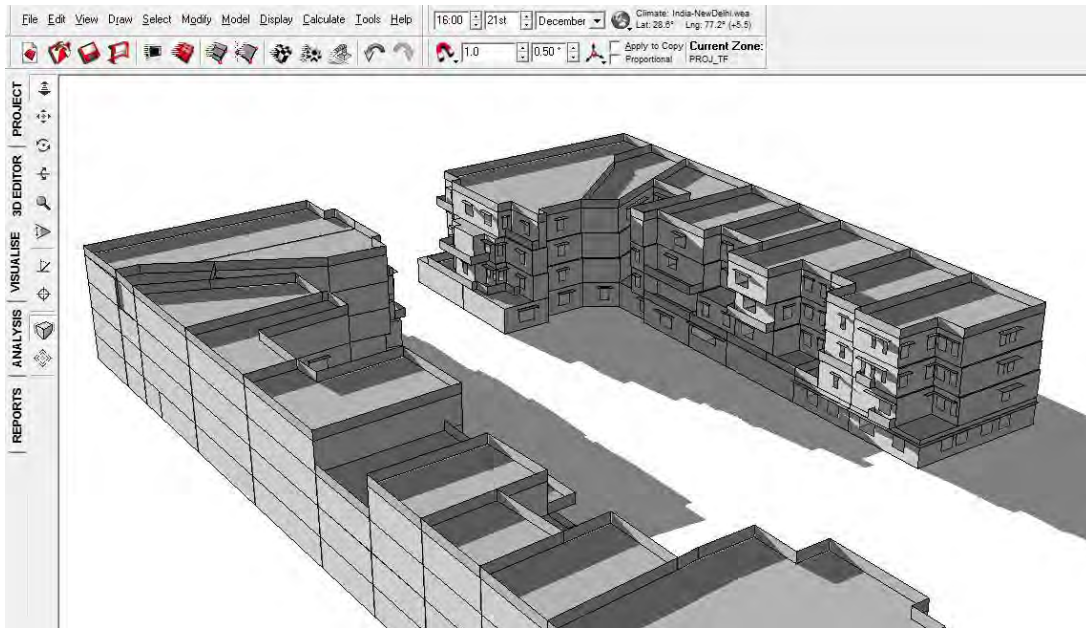 File Edit View Draw Select Modify Model Display Calculate Tools Help
16:00 21st December
Climate: India-NewDelhi.wea
Lat: 28.6° Lng: 77.2° (+5.5)
1.0 0.50 °
Apply to Copy
Proportional
Current Zone:
PROJ_TF
PROJECT
3D EDITOR
VISUALISE
ANALYSIS
REPORTS